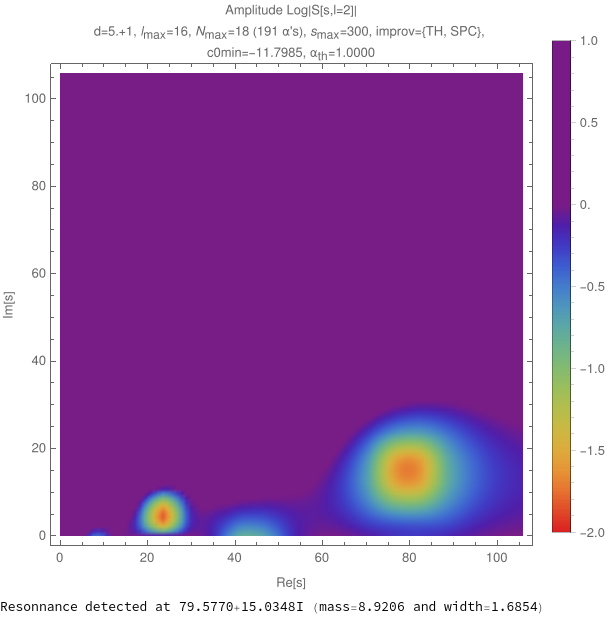 Amplitude Log|S[s,l=2]|
d=5.+1, lmax=16, Nmax=18 (191 α's), smax=300, improv={TH, SPC},
c0min=−11.7985, αth=1.0000
100
80
60
40
20
0
Im[s]
0 20 40 60 80 100
Re[s]
1.0
0.5
0.
−0.5
−1.0
−1.5
−2.0
Resonnance detected at 79.5770+15.0348I (mass=8.9206 and width=1.6854)